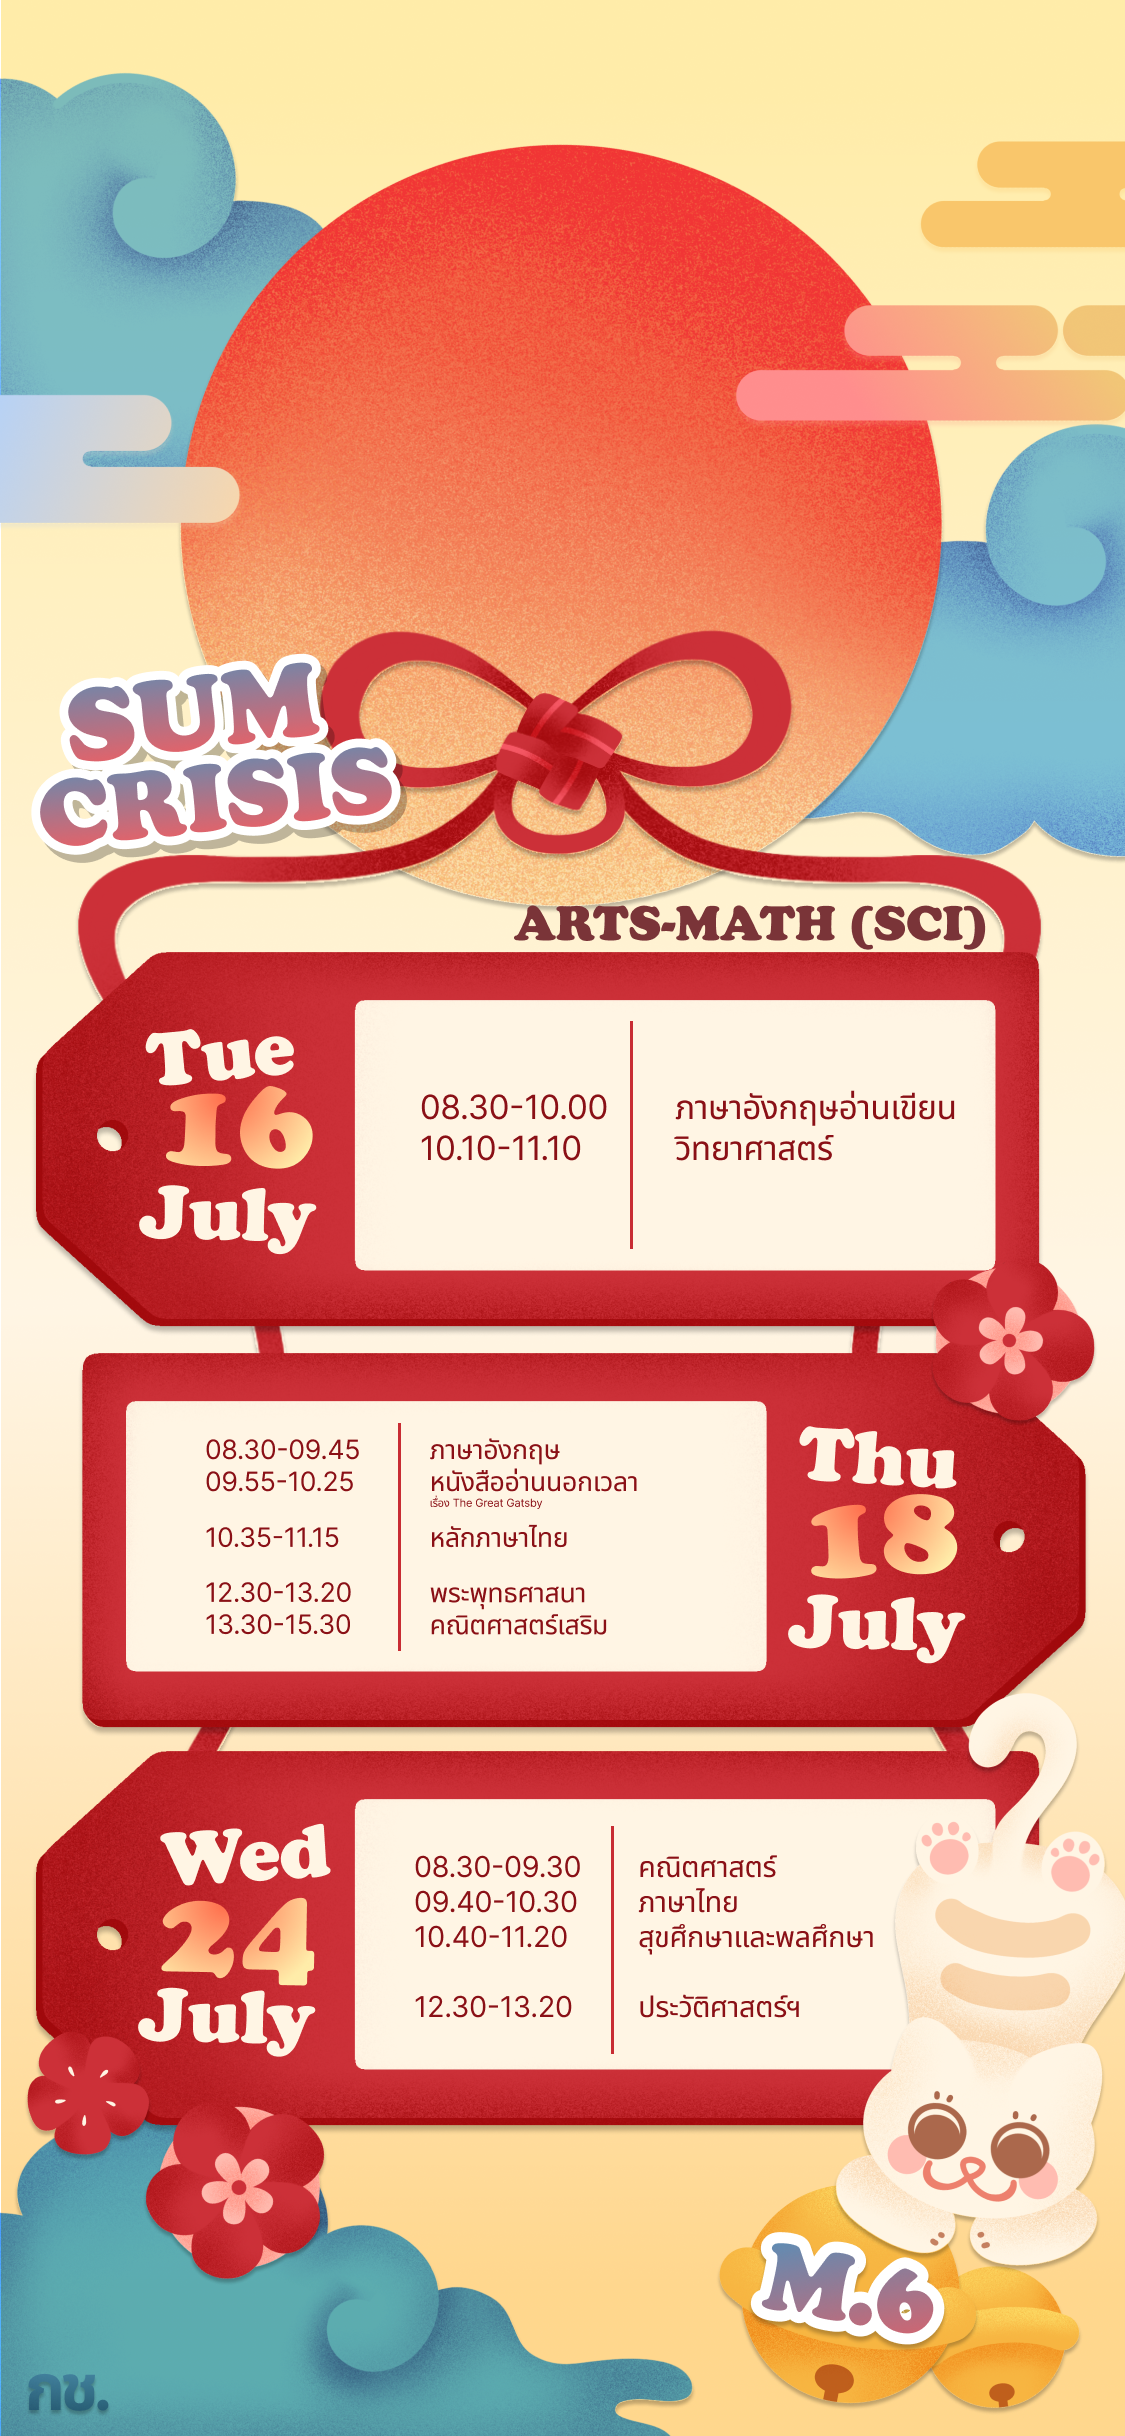 SUM
CRISIS
ARTS-MATH (SCI)
Tue
16
July
08.30-10.00 ภาษาอังกฤษอ่านเขียน
10.10-11.10 วิทยาศาสตร์
Thu
18
July
08.30-09.45 ภาษาอังกฤษ
09.55-10.25 หนังสืออ่านนอกเวลา
เรื่อง The Great Gatsby
10.35-11.15 หลักภาษาไทย
12.30-13.20 พระพุทธศาสนา
13.30-15.30 คณิตศาสตร์เสริม
Wed
24
July
08.30-09.30 คณิตศาสตร์
09.40-10.30 ภาษาไทย
10.40-11.20 สุขศึกษาและพลศึกษา
12.30-13.20 ประวัติศาสตร์ฯ
M.6
กช.